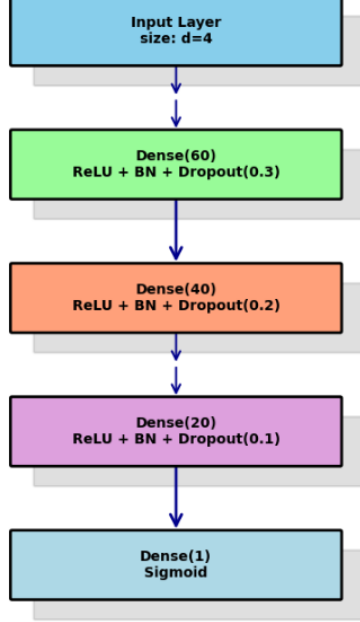 Input Layer
size: d=4
Dense(60)
ReLU + BN + Dropout(0.3)
Dense(40)
ReLU + BN + Dropout(0.2)
Dense(20)
ReLU + BN + Dropout(0.1)
Dense(1)
Sigmoid